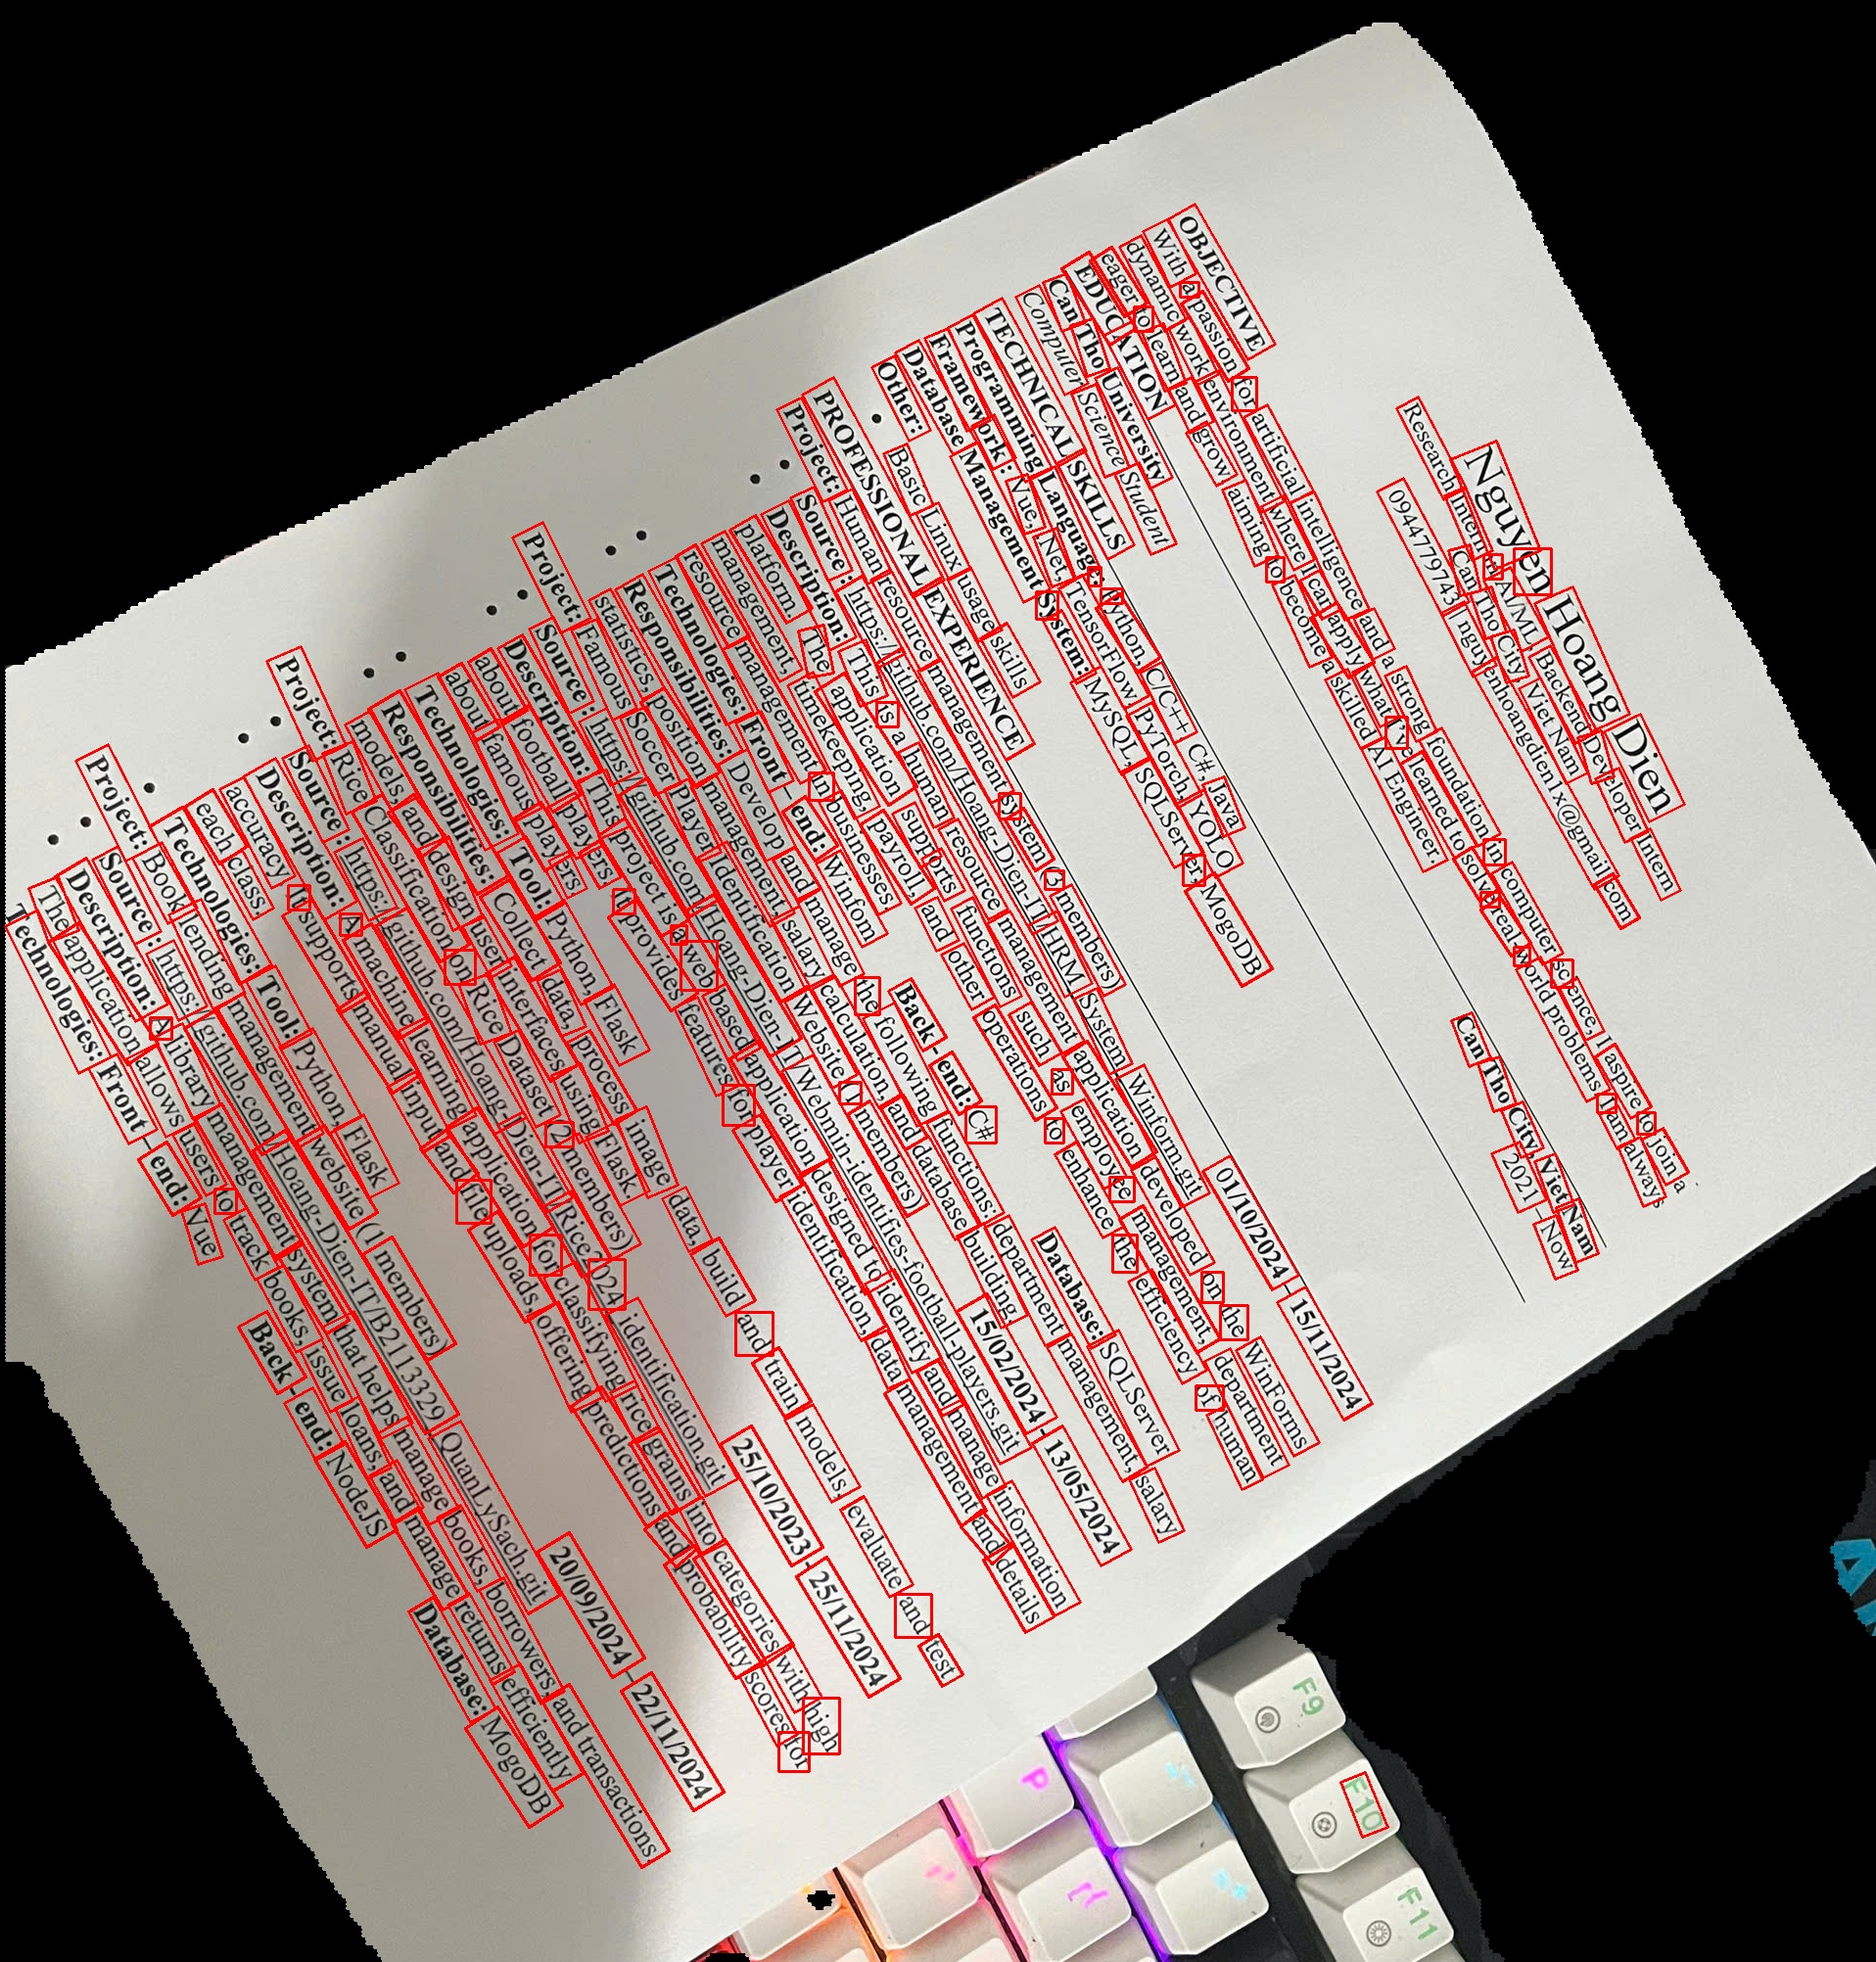 Nguyen Hoang Dien
Research Intern in AI/ML, Backend Developer Intern
Can Tho City, Viet Nam
0944779743| nguyenhoangdien1x@gmail.com
OBJECTIVE
With a passion for artificial intelligence and a strong foundation in computer science, I aspire to join a
dynamic work environment where I can apply what I've learned to solve real-world problems. I am always
eager to learn and grow, aiming to become a skilled AI Engineer.
EDUCATION
Can Tho University
Can Tho City, Viet Nam
Computer Science Student
2021 - Now
TECHNICAL SKILLS
Programming Language: Python, C/C++, C#, Java
Framework: Vue, .Net, TensorFlow, PyTorch, YOLO
Database Management System: MySQL, SQLServer, MogoDB
Other:
• Basic Linux usage skills
PROFESSIONAL EXPERIENCE
Project: Human resource management system (3 members)
01/10/2024 - 15/11/2024
• Source : https://github.com/Hoang-Dien-IT/HRM_System_Winform.git
• Description: This is a human resource management application developed on the WinForms
platform. The application supports functions such as employee management, department
management, timekeeping, payroll, and other operations to enhance the efficiency of human
resource management in businesses
• Technologies: Front - end: Winform Back - end: C# Database: SQLServer
• Responsibilities: Develop and manage the following functions: department management, salary
statistics, position management, salary calculation, and database building.
Project: Famous Soccer Player Identification Website (1 members)
15/02/2024 - 13/05/2024
• Source : https://github.com/Hoang-Dien-IT/Webmin-identifies-football-players.git
• Description: This project is a web-based application designed to identify and manage information
about football players. It provides features for player identification, data management and details
about famous players
• Technologies: Tool: Python, Flask
• Responsibilities: Collect data, process image data, build and train models, evaluate and test
models, and design user interfaces using Flask.
Project: Rice Classification on Rice Dataset (2 members)
25/10/2023 - 25/11/2024
• Source : https://github.com/Hoang-Dien-IT/Rice2024_identification.git
• Description: A machine learning application for classifying rice grains into categories with high
accuracy. It supports manual input and file uploads, offering predictions and probability scores for
each class.
• Technologies: Tool: Python, Flask
Project: Book lending management website (1 members)
20/09/2024 - 22/11/2024
• Source : https://github.com/Hoang-Dien-IT/B2113329_QuanLySach.git
• Description: A library management system that helps manage books, borrowers, and transactions.
The application allows users to track books, issue loans, and manage returns efficiently
Technologies: Front - end: Vue Back - end: NodeJS Database: MogoDB
F9
F10
F11
P